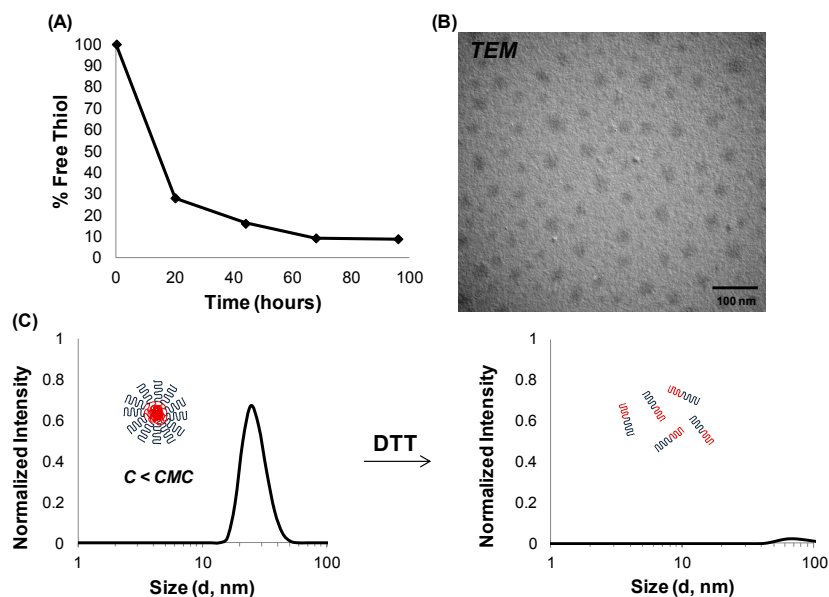 (A)
% Free Thiol
100
90
80
70
60
50
40
30
20
10
0
0 20 40 60 80 100
Time (hours)
(B)
TEM
100 nm
(C)
Normalized Intensity
1
0.8
0.6
0.4
0.2
0
C < CMC
1 10 100
Size (d, nm)
DTT
Normalized Intensity
1
0.8
0.6
0.4
0.2
0
1 10 100
Size (d, nm)